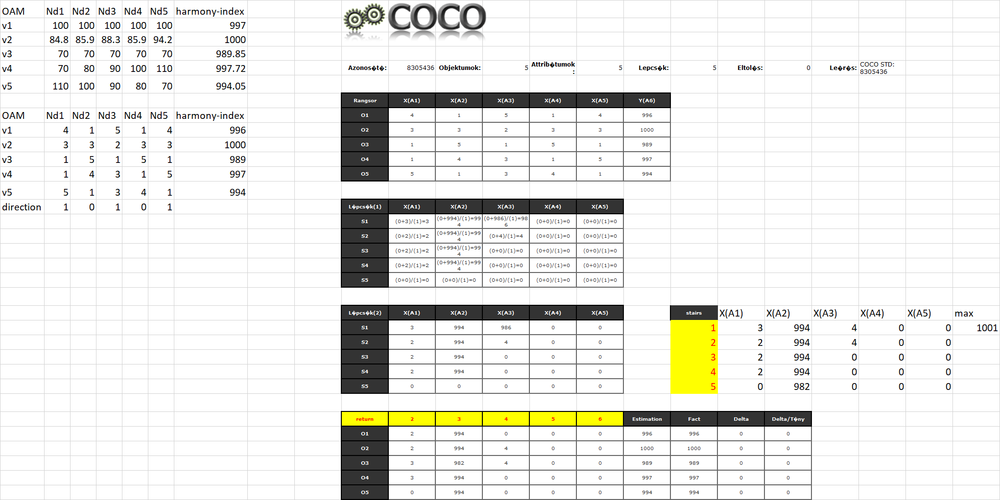 OAM Nd1 Nd2 Nd3 Nd4 Nd5 harmony-index
v1 100 100 100 100 100 997
v2 84.8 85.9 88.3 85.9 94.2 1000
v3 70 70 70 70 70 989.85
v4 70 80 90 100 110 997.72
v5 110 100 90 80 70 994.05
OAM Nd1 Nd2 Nd3 Nd4 Nd5 harmony-index
v1 4 1 5 1 4 996
v2 3 3 2 3 3 1000
v3 1 5 1 5 1 989
v4 1 4 3 1 5 997
v5 5 1 3 4 1 994
direction 1 0 1 0 1
COCO
Azonos�t�: 8305436 Objektumok: 5 Attrib�tumok: 5 Lepcs�k: 5 Eltol�s: 0 Le�r�s: COCO STD: 8305436
Rangsor X(A1) X(A2) X(A3) X(A4) X(A5) Y(A6)
O1 4 1 5 1 4 996
O2 3 3 2 3 3 1000
O3 1 5 1 5 1 989
O4 1 4 3 1 5 997
O5 5 1 3 4 1 994
L�pcs�k(1) X(A1) X(A2) X(A3) X(A4) X(A5)
S1 (0+3)/(1)=3 (0+994)/(1)=994 (0+986)/(1)=986 (0+0)/(1)=0 (0+0)/(1)=0
S2 (0+2)/(1)=2 (0+994)/(1)=994 (0+4)/(1)=4 (0+0)/(1)=0 (0+0)/(1)=0
S3 (0+2)/(1)=2 (0+994)/(1)=994 (0+0)/(1)=0 (0+0)/(1)=0 (0+0)/(1)=0
S4 (0+2)/(1)=2 (0+994)/(1)=994 (0+0)/(1)=0 (0+0)/(1)=0 (0+0)/(1)=0
S5 (0+0)/(1)=0 (0+0)/(1)=0 (0+0)/(1)=0 (0+0)/(1)=0 (0+0)/(1)=0
L�pcs�k(2) X(A1) X(A2) X(A3) X(A4) X(A5)
S1 3 994 986 0 0
S2 2 994 4 0 0
S3 2 994 0 0 0
S4 2 994 0 0 0
S5 0 0 0 0 0
stairs X(A1) X(A2) X(A3) X(A4) X(A5) max
1 3 994 4 0 0 1001
2 2 994 4 0 0
3 2 994 0 0 0
4 2 994 0 0 0
5 0 982 0 0 0
return 2 3 4 5 6 Estimation Fact Delta Delta/T�ny
O1 2 994 0 0 0 996 996 0 0
O2 2 994 4 0 0 1000 1000 0 0
O3 3 982 4 0 0 989 989 0 0
O4 3 994 0 0 0 997 997 0 0
O5 0 994 0 0 0 994 994 0 0